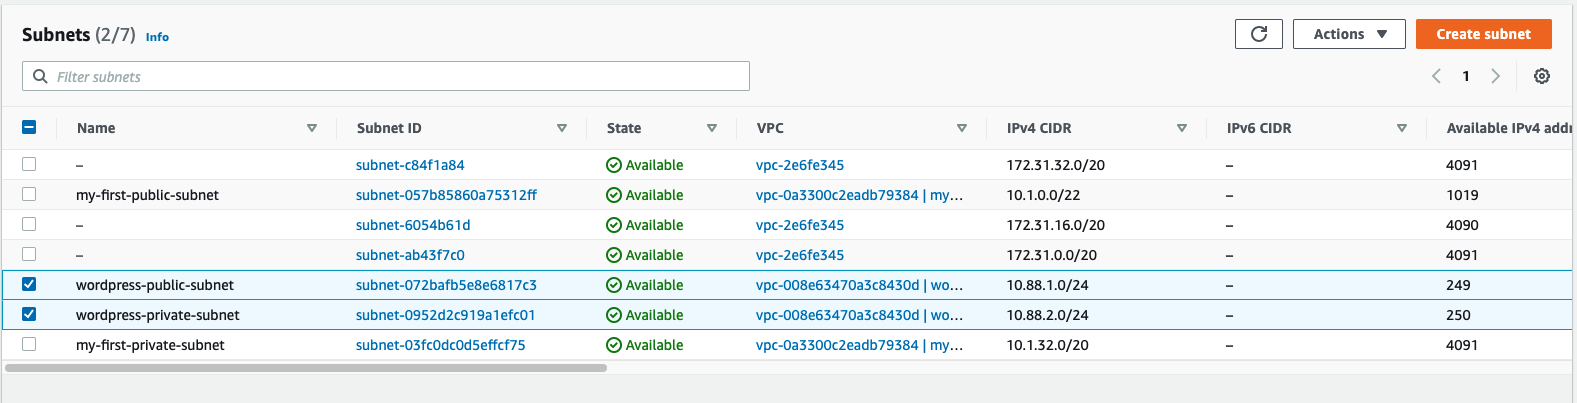 Subnets (2/7) Info
Actions Create subnet
Filter subnets
1
Name Subnet ID State VPC IPv4 CIDR IPv6 CIDR Available IPv4 addr
– subnet-c84f1a84 Available vpc-2e6fe345 172.31.32.0/20 – 4091
my-first-public-subnet subnet-057b85860a75312ff Available vpc-0a3300c2eadb79384 | my... 10.1.0.0/22 – 1019
– subnet-6054b61d Available vpc-2e6fe345 172.31.16.0/20 – 4090
– subnet-ab43f7c0 Available vpc-2e6fe345 172.31.0.0/20 – 4091
wordpress-public-subnet subnet-072bafb5e8e6817c3 Available vpc-008e63470a3c8430d | wo... 10.88.1.0/24 – 249
wordpress-private-subnet subnet-0952d2c919a1efc01 Available vpc-008e63470a3c8430d | wo... 10.88.2.0/24 – 250
my-first-private-subnet subnet-03fc0dc0d5effcf75 Available vpc-0a3300c2eadb79384 | my... 10.1.32.0/20 – 4091